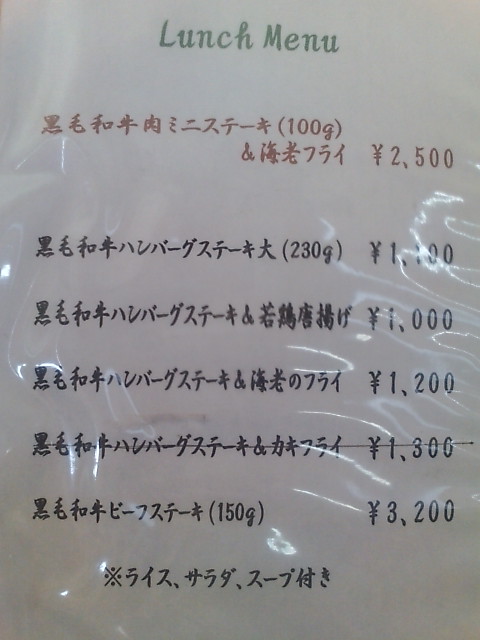 Lunch Menu
黒毛和牛肉ミニステーキ(100g)
&海老フライ ¥2,500
黒毛和牛ハンバーグステーキ大(230g) ¥1,100
黒毛和牛ハンバーグステーキ&若鶏唐揚げ ¥1,000
黒毛和牛ハンバーグステーキ&海老のフライ ¥1,200
黒毛和牛ハンバーグステーキ&カキフライ ¥1,300
黒毛和牛ビーフステーキ(150g) ¥3,200
※ライス、サラダ、スープ付き